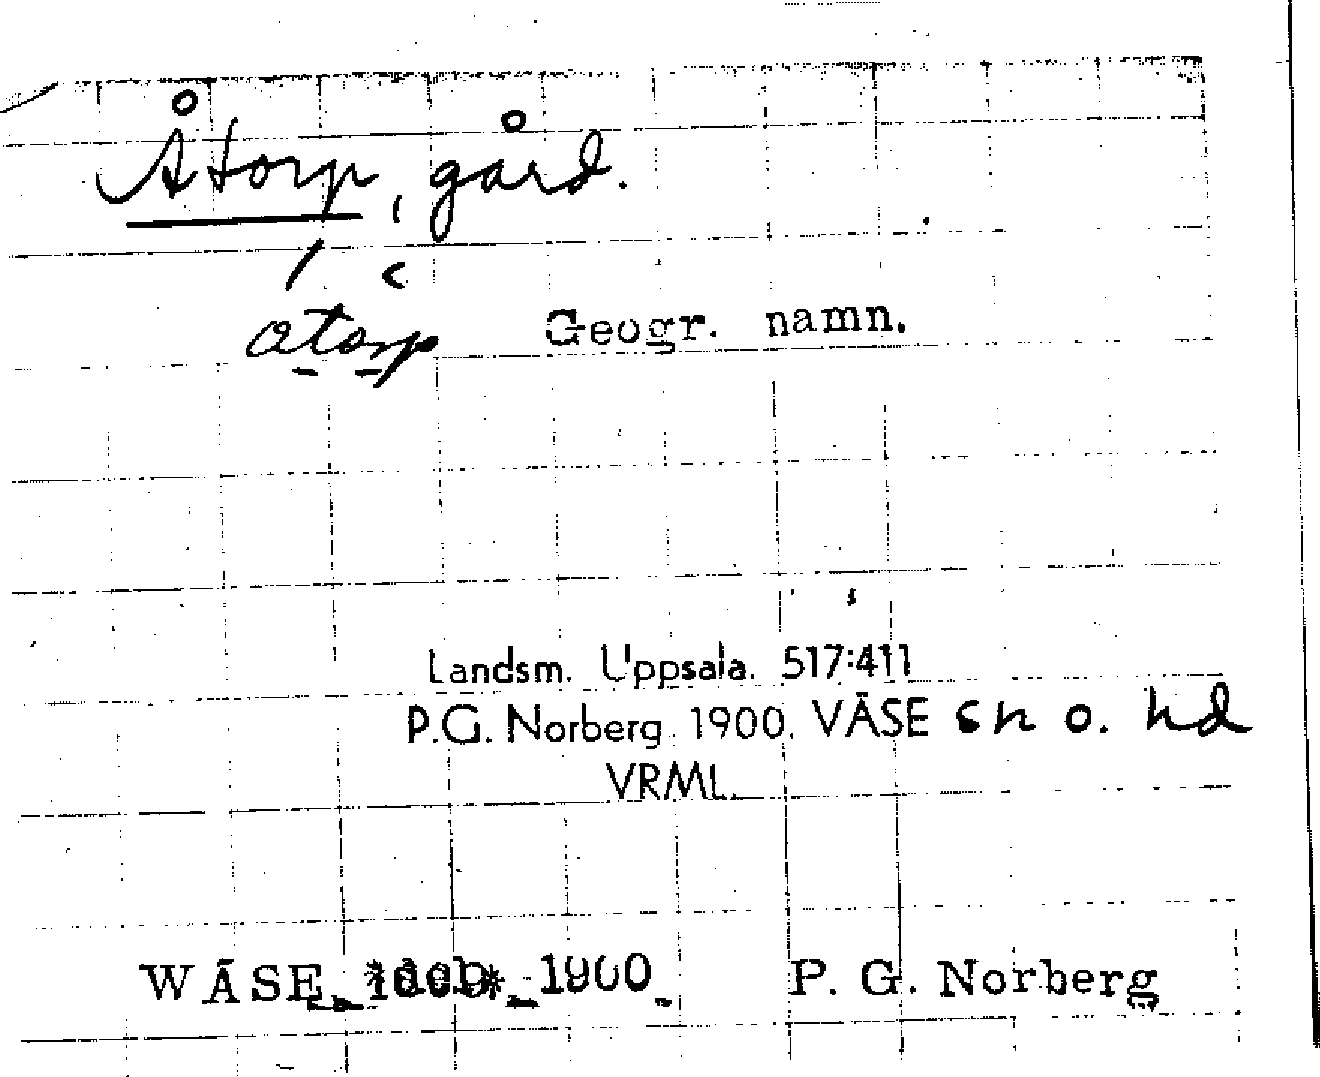 Åtorp, gård.
åtorp Geogr. namn.
Landsm. Uppsala. 517:411
P.G. Norberg. 1900. VÄSE sn o. hd
VRML.
WÄSE 1900. P. G. Norberg